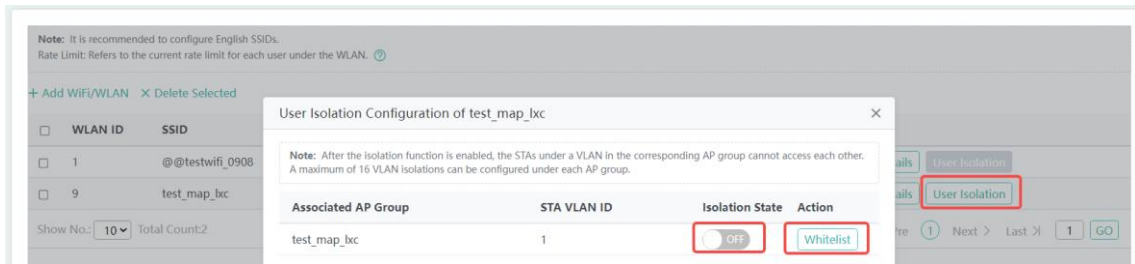 Note: It is recommended to configure English SSIDs.
Rate Limit: Refers to the current rate limit for each user under the WLAN. ?
+ Add WiFi/WLAN × Delete Selected
WLAN ID SSID
1 @@testwifi_0908 ails User Isolation
9 test_map_lxc ails User Isolation
Show No.: 10 Total Count:2 Pre 1 Next > Last 1 GO
User Isolation Configuration of test_map_lxc ×
Note: After the isolation function is enabled, the STAs under a VLAN in the corresponding AP group cannot access each other.
A maximum of 16 VLAN isolations can be configured under each AP group.
Associated AP Group STA VLAN ID Isolation State Action
test_map_lxc 1 OFF Whitelist